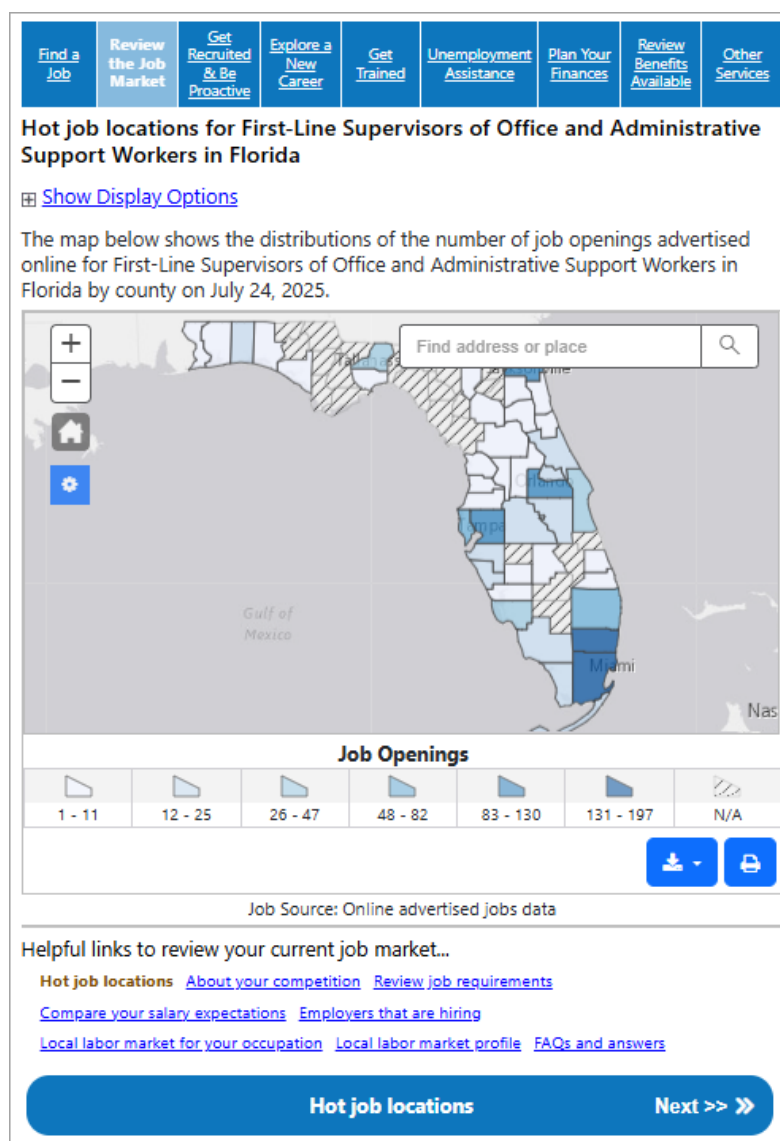 Find a Job
Review the Job Market
Get Recruited & Be Proactive
Explore a New Career
Get Trained
Unemployment Assistance
Plan Your Finances
Review Benefits Available
Other Services
Hot job locations for First-Line Supervisors of Office and Administrative
Support Workers in Florida
Show Display Options
The map below shows the distributions of the number of job openings advertised
online for First-Line Supervisors of Office and Administrative Support Workers in
Florida by county on July 24, 2025.
Find address or place
Orlando
Tampa
Gulf of
Mexico
Miami
Nas
Job Openings
1 - 11
12 - 25
26 - 47
48 - 82
83 - 130
131 - 197
N/A
Job Source: Online advertised jobs data
Helpful links to review your current job market...
Hot job locations About your competition Review job requirements
Compare your salary expectations Employers that are hiring
Local labor market for your occupation Local labor market profile FAQs and answers
Hot job locations Next >>